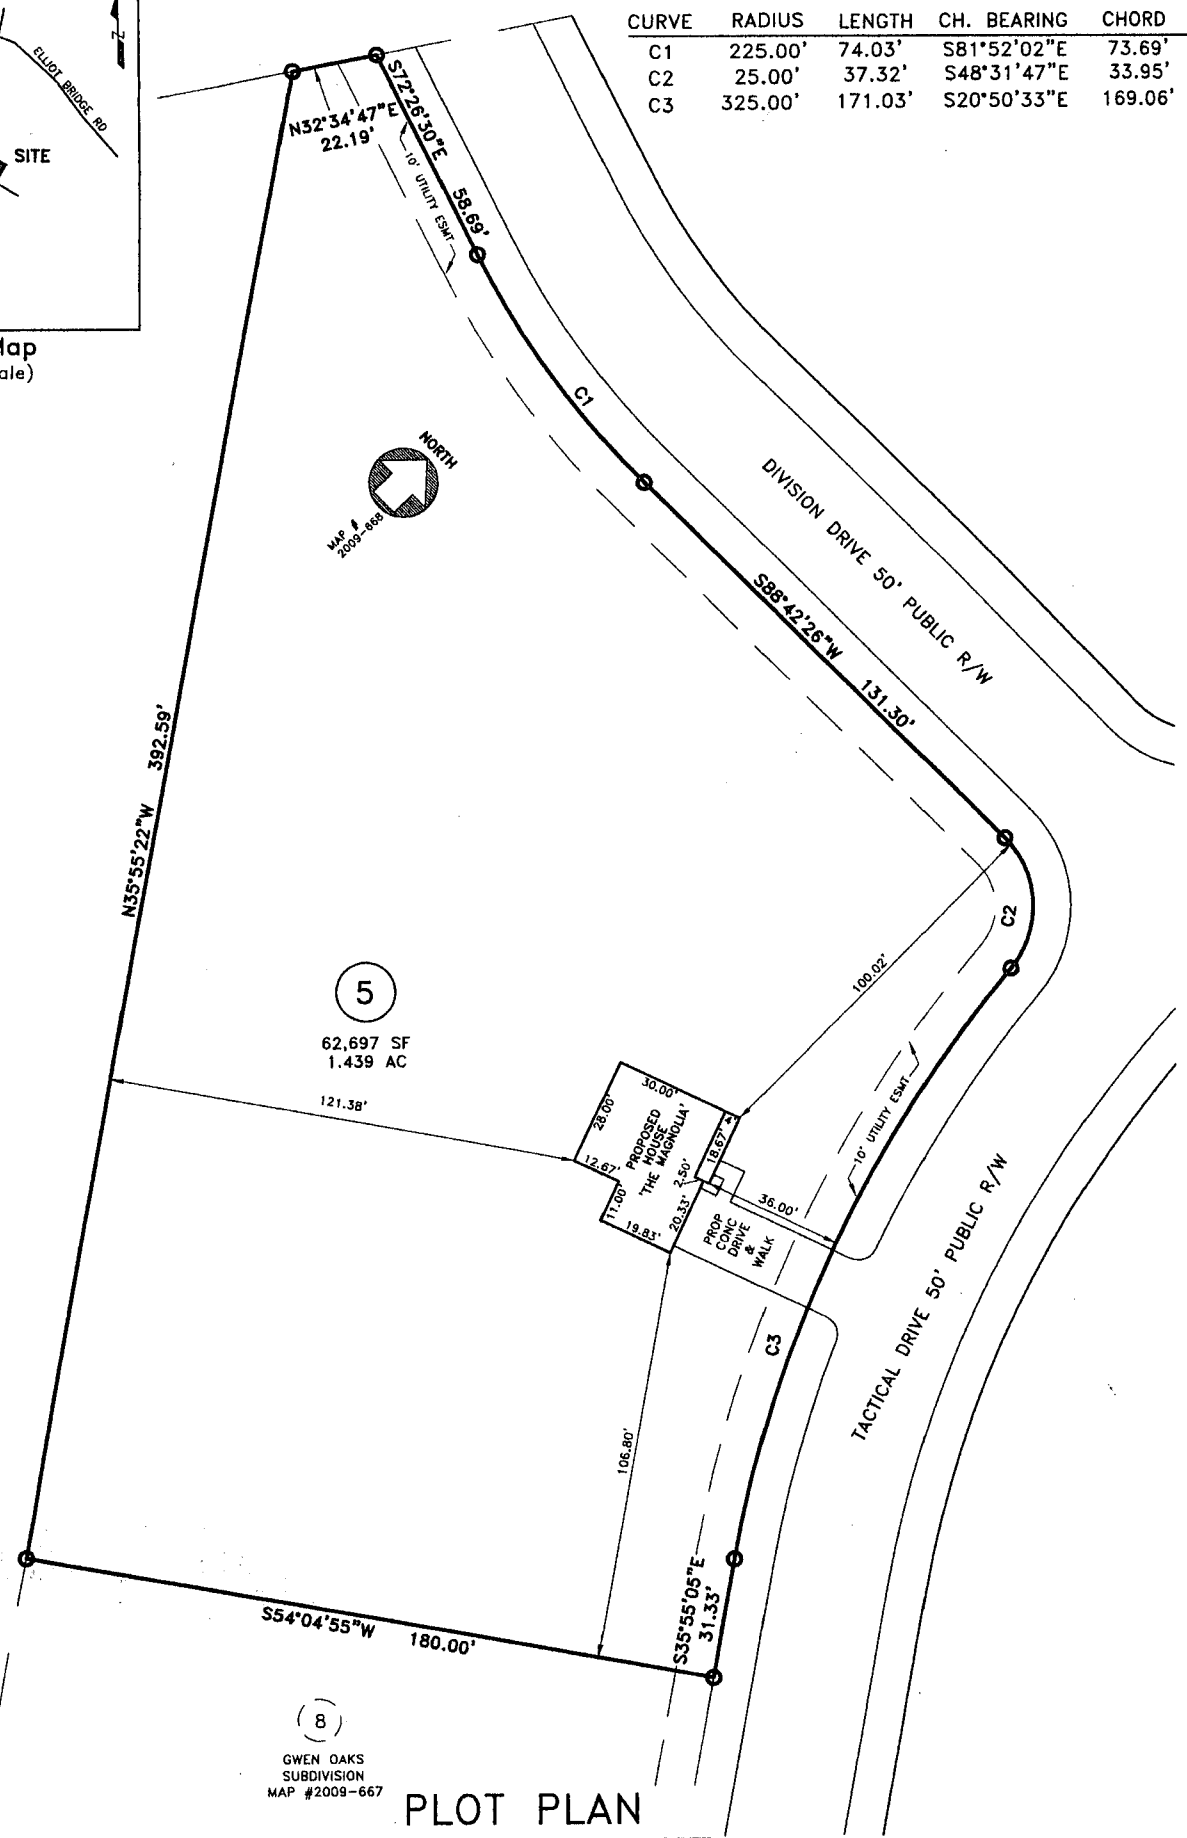 CURVE RADIUS LENGTH CH. BEARING CHORD
C1 225.00' 74.03' S81°52'02"E 73.69'
C2 25.00' 37.32' S48°31'47"E 33.95'
C3 325.00' 171.03' S20°50'33"E 169.06'
Z
ELLIOT BRIDGE RD
SITE
Map
ale)
N32°34'47"E
22.19'
S72°26'30"E 58.69'
10' UTILITY ESMT
C1
NORTH
MAP #
2009-668
DIVISION DRIVE 50' PUBLIC R/W
S88°42'26"W 131.30'
N35°55'22"W 392.59'
C2
100.02'
5
62,697 SF
1.439 AC
121.38'
30.00'
28.00'
PROPOSED
HOUSE
'THE MAGNOLIA'
4'
18.67'
12.67'
2.50'
11.00'
19.83'
20.33'
36.00'
PROP
CONC
DRIVE
&
WALK
10' UTILITY ESMT
TACTICAL DRIVE 50' PUBLIC R/W
C3
106.80'
S35°55'05"E
31.33'
S54°04'55"W 180.00'
8
GWEN OAKS
SUBDIVISION
MAP #2009-667
PLOT PLAN